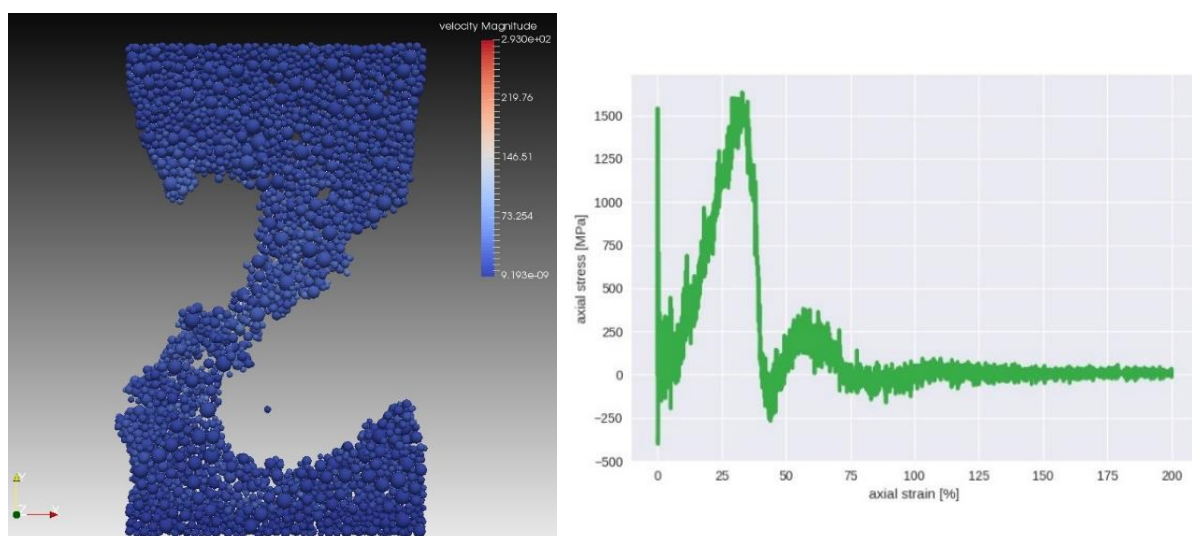 velocity Magnitude
2.930e+02
219.76
146.51
73.254
9.193e-09
Y
X
axial stress [MPa]
1500
1250
1000
750
500
250
0
−250
−500
0 25 50 75 100 125 150 175 200
axial strain [%]